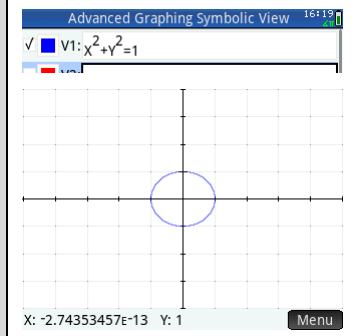 Advanced Graphing Symbolic View 16:19
√ V1: X²+Y²=1
X: -2.74353457E-13 Y: 1 Menu